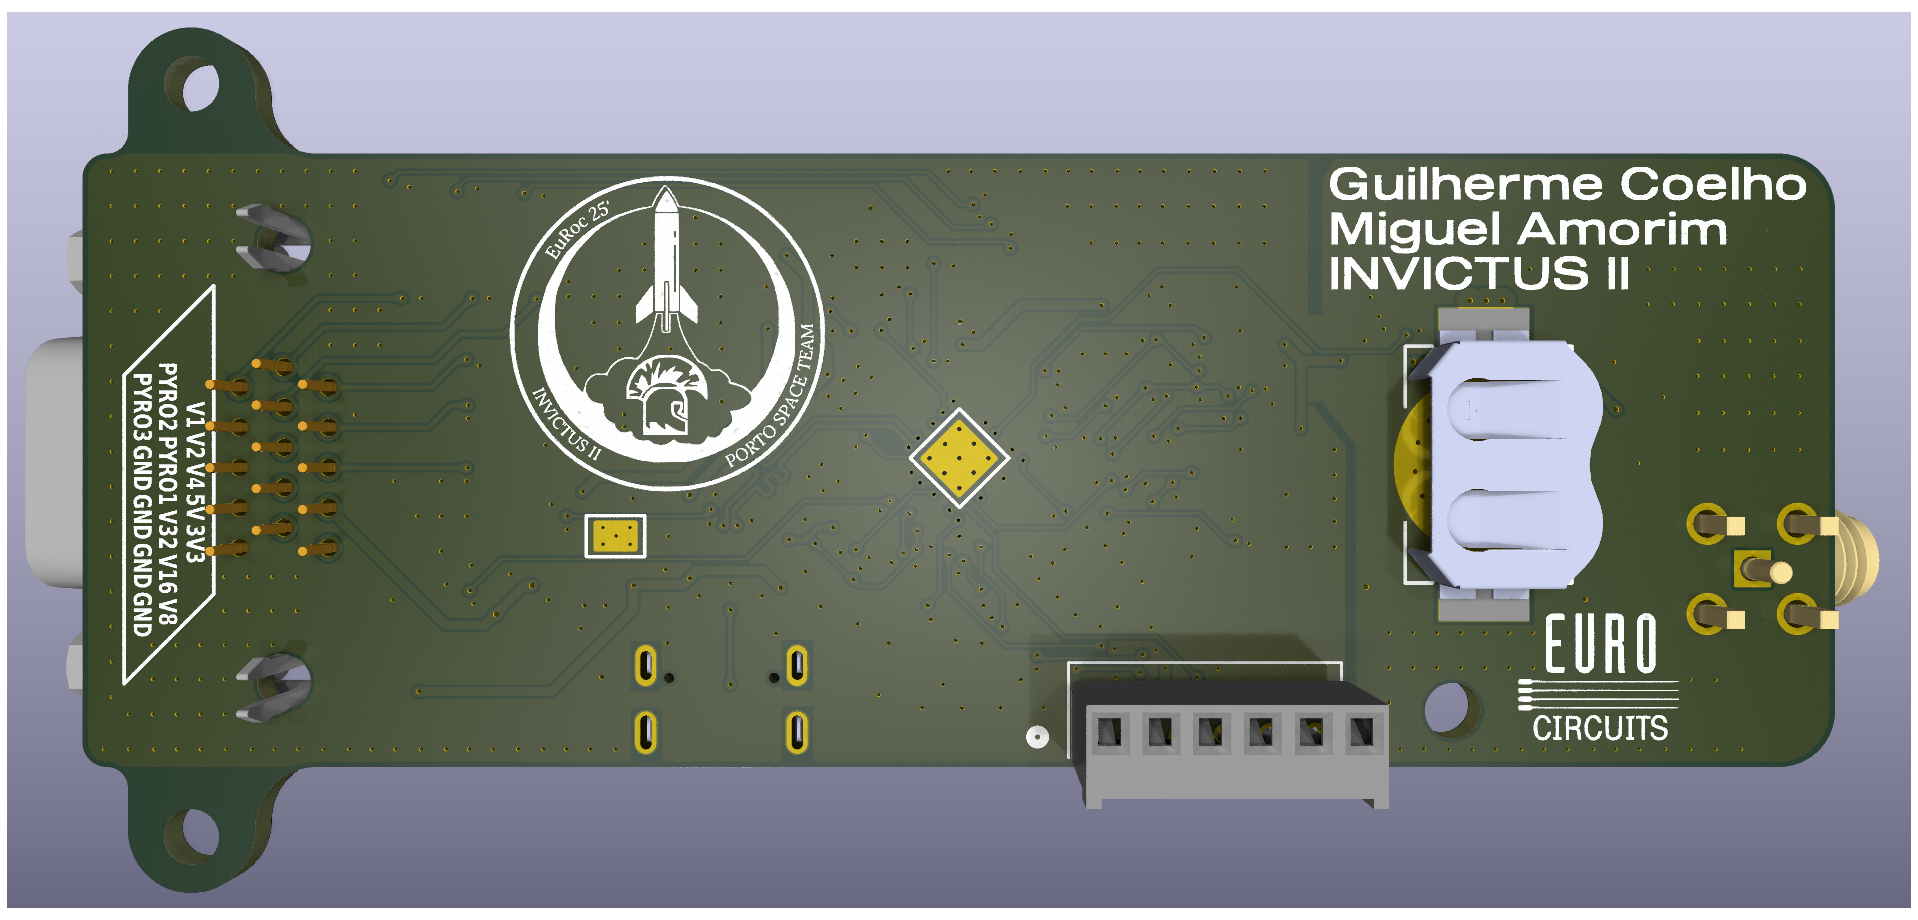 Guilherme Coelho
Miguel Amorim
INVICTUS II
EuRoc 25'
INVICTUS II
PORTO SPACE TEAM
V1 V2 V4 5V 3V3
PYRO2 PYRO1 V32 V16 V8
PYRO3 GND GND GND GND
EURO
CIRCUITS